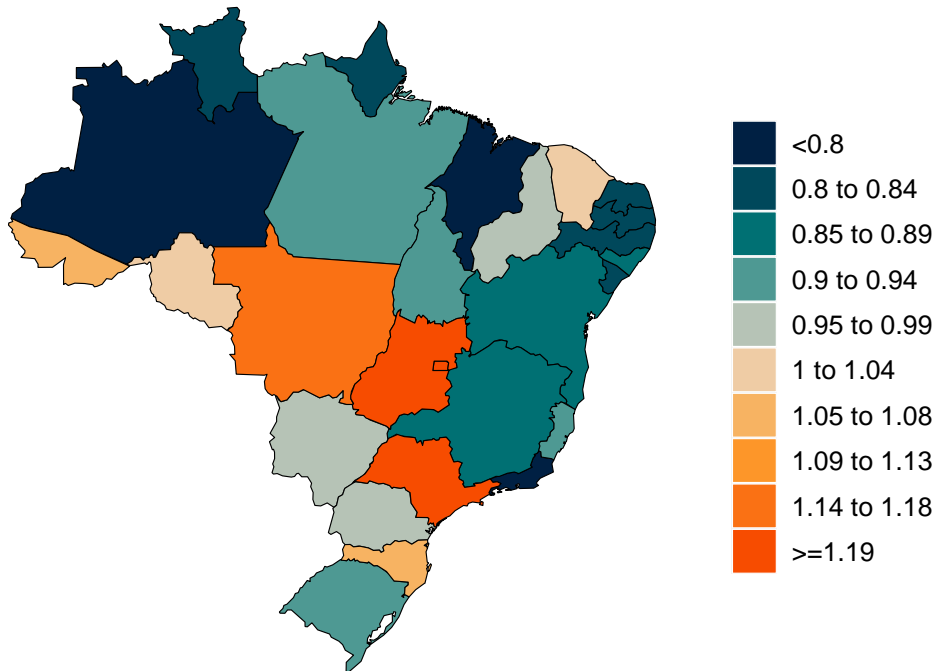 <0.8
0.8 to 0.84
0.85 to 0.89
0.9 to 0.94
0.95 to 0.99
1 to 1.04
1.05 to 1.08
1.09 to 1.13
1.14 to 1.18
>=1.19